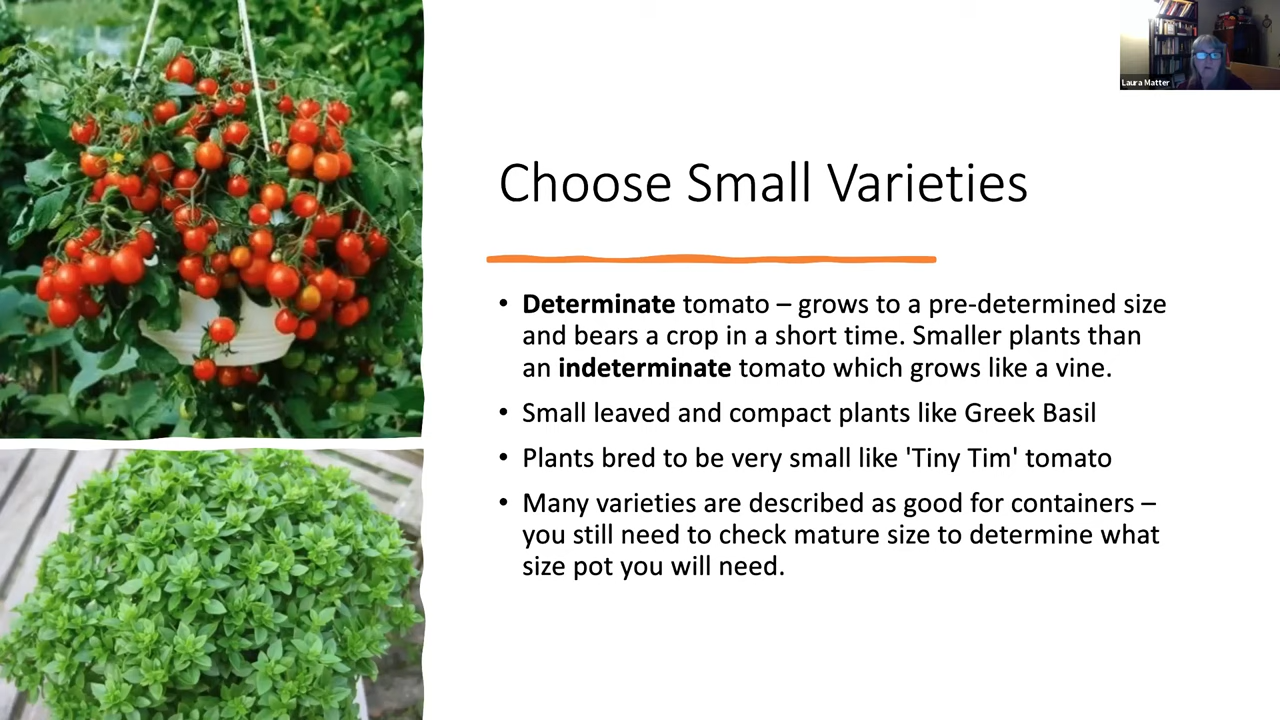 Laura Matter
Choose Small Varieties
• Determinate tomato – grows to a pre-determined size
and bears a crop in a short time. Smaller plants than
an indeterminate tomato which grows like a vine.
• Small leaved and compact plants like Greek Basil
• Plants bred to be very small like 'Tiny Tim' tomato
• Many varieties are described as good for containers –
you still need to check mature size to determine what
size pot you will need.